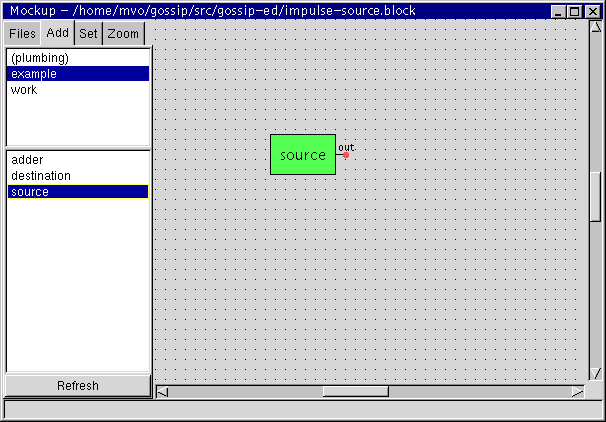 Mockup – /home/mvo/gossip/src/gossip-ed/impulse-source.block
Files Add Set Zoom
(plumbing)
example
work
adder
destination
source
Refresh
out
source